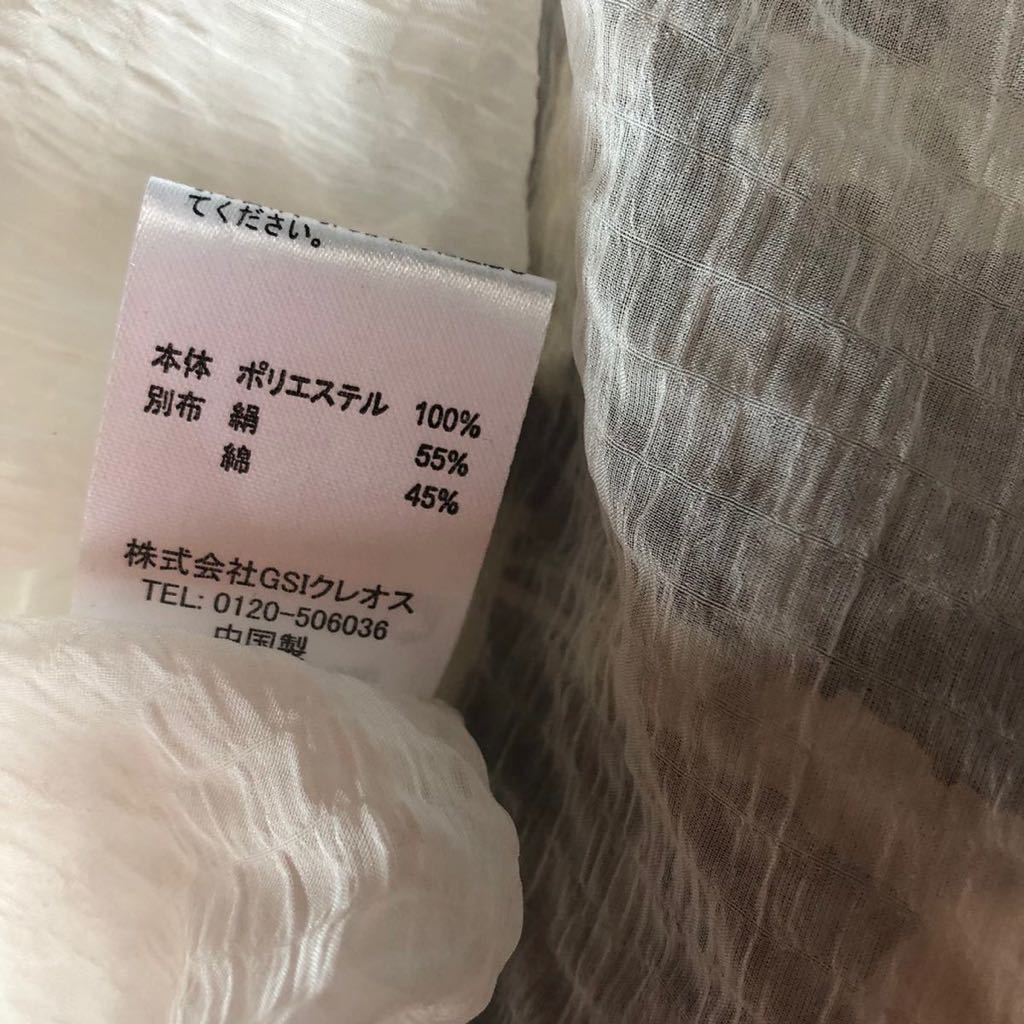 てください。
本体 ポリエステル 100%
別布 絹 55%
綿 45%
株式会社GSIクレオス
TEL: 0120-506036
中国製